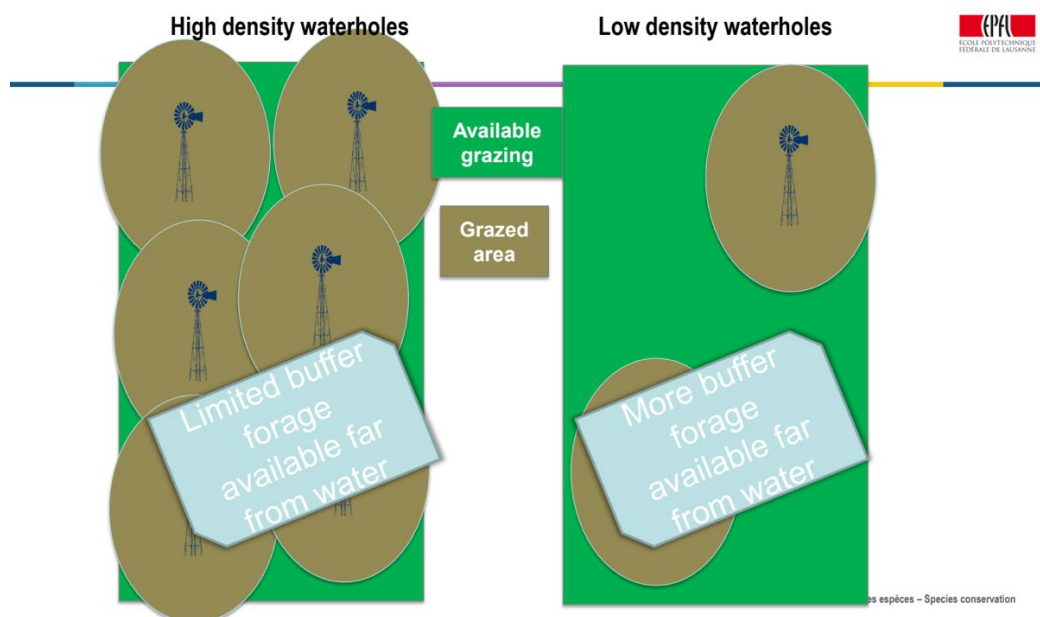 High density waterholes
Low density waterholes
EPFL
ÉCOLE POLYTECHNIQUE
FÉDÉRALE DE LAUSANNE
Available
grazing
Grazed
area
Limited buffer
forage
available far
from water
More buffer
forage
available far
from water
es espèces – Species conservation